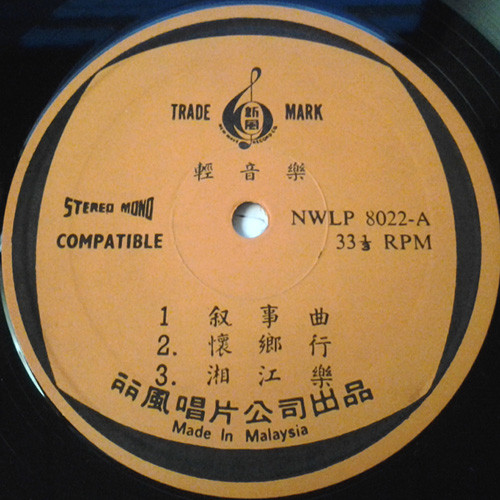 TRADE MARK
新風
輕音樂
STEREO MONO
COMPATIBLE
NWLP 8022-A
33⅓ RPM
1 叙事曲
2. 懷鄉行
3. 湘江樂
丽風唱片公司出品
Made In Malaysia